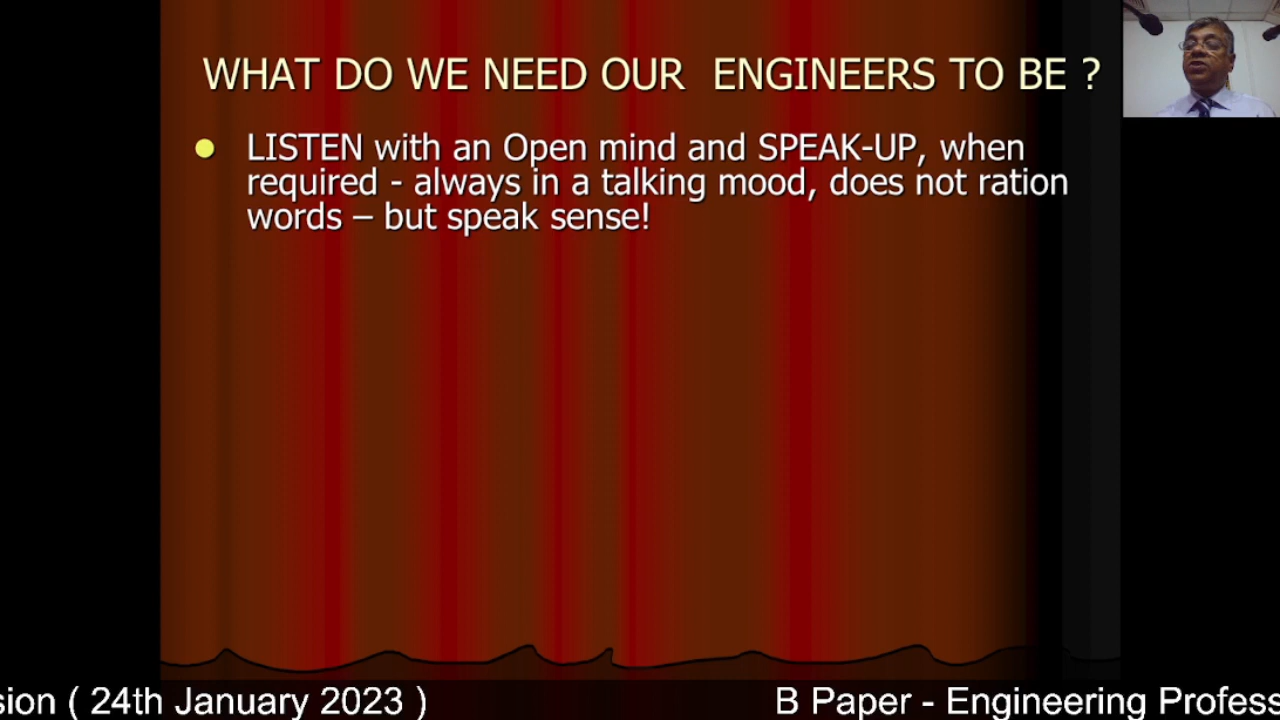 WHAT DO WE NEED OUR ENGINEERS TO BE ?
LISTEN with an Open mind and SPEAK-UP, when
required - always in a talking mood, does not ration
words – but speak sense!
sion ( 24th January 2023 ) B Paper - Engineering Profess